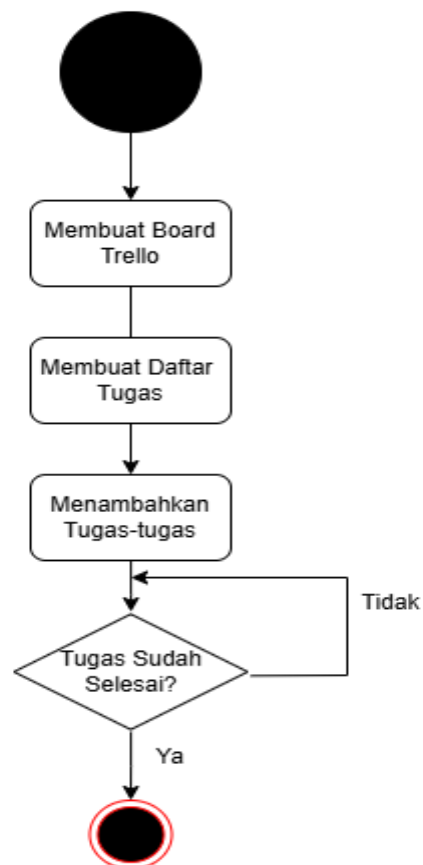 Membuat Board
Trello
Membuat Daftar
Tugas
Menambahkan
Tugas-tugas
Tidak
Tugas Sudah
Selesai?
Ya